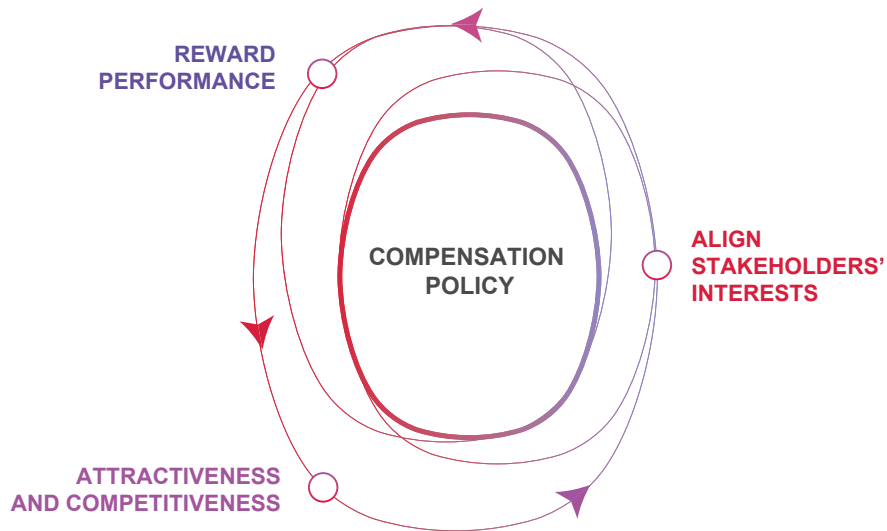 REWARD
PERFORMANCE
COMPENSATION
POLICY
ALIGN
STAKEHOLDERS’
INTERESTS
ATTRACTIVENESS
AND COMPETITIVENESS